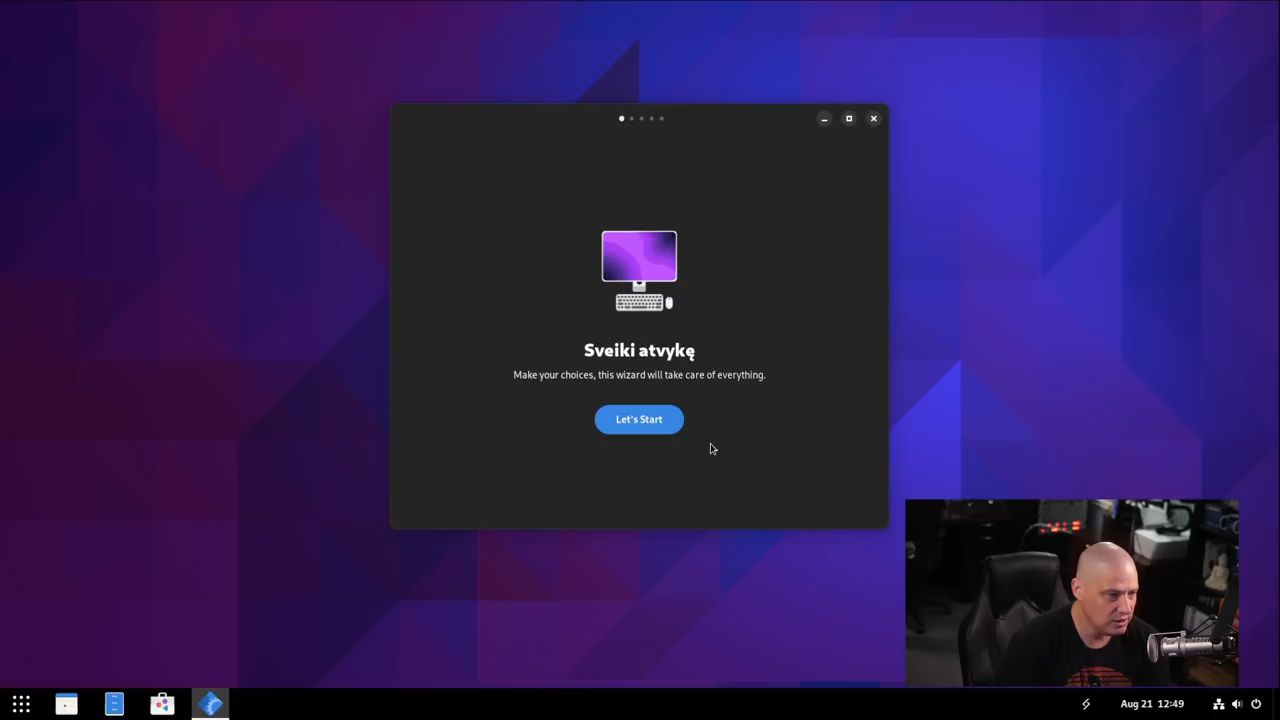 Sveiki atvykę
Make your choices, this wizard will take care of everything.
Let's Start
Aug 21 12:49